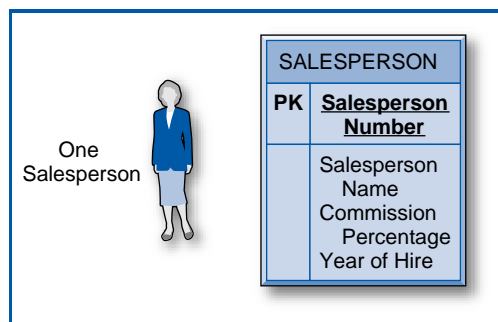 One
Salesperson
SALESPERSON
PK
Salesperson
Number
Salesperson
Name
Commission
Percentage
Year of Hire